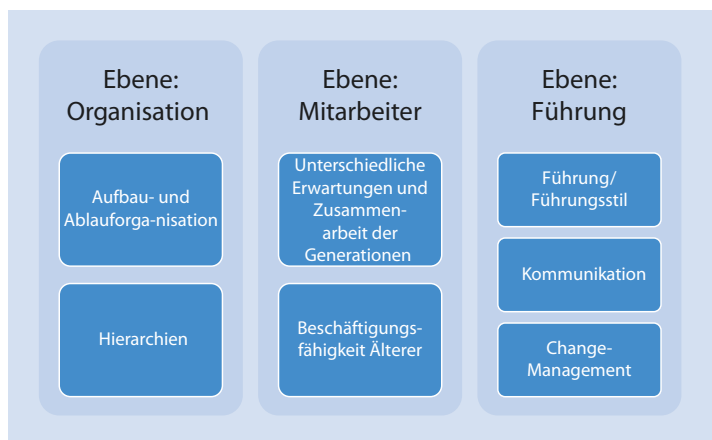 Ebene:
Organisation
Aufbau- und
Ablauforga-nisation
Hierarchien
Ebene:
Mitarbeiter
Unterschiedliche
Erwartungen und
Zusammen-
arbeit der
Generationen
Beschäftigungs-
fähigkeit Älterer
Ebene:
Führung
Führung/
Führungsstil
Kommunikation
Change-
Management